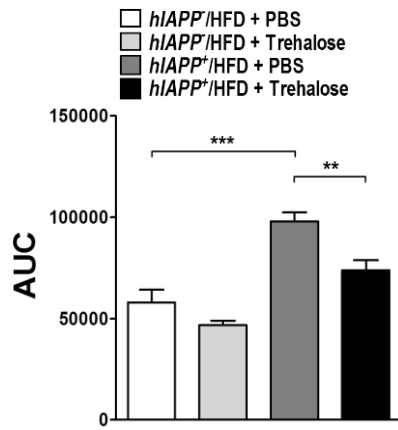 hIAPP⁻/HFD + PBS
hIAPP⁻/HFD + Trehalose
hIAPP⁺/HFD + PBS
hIAPP⁺/HFD + Trehalose
150000
***
**
100000
AUC
50000
0